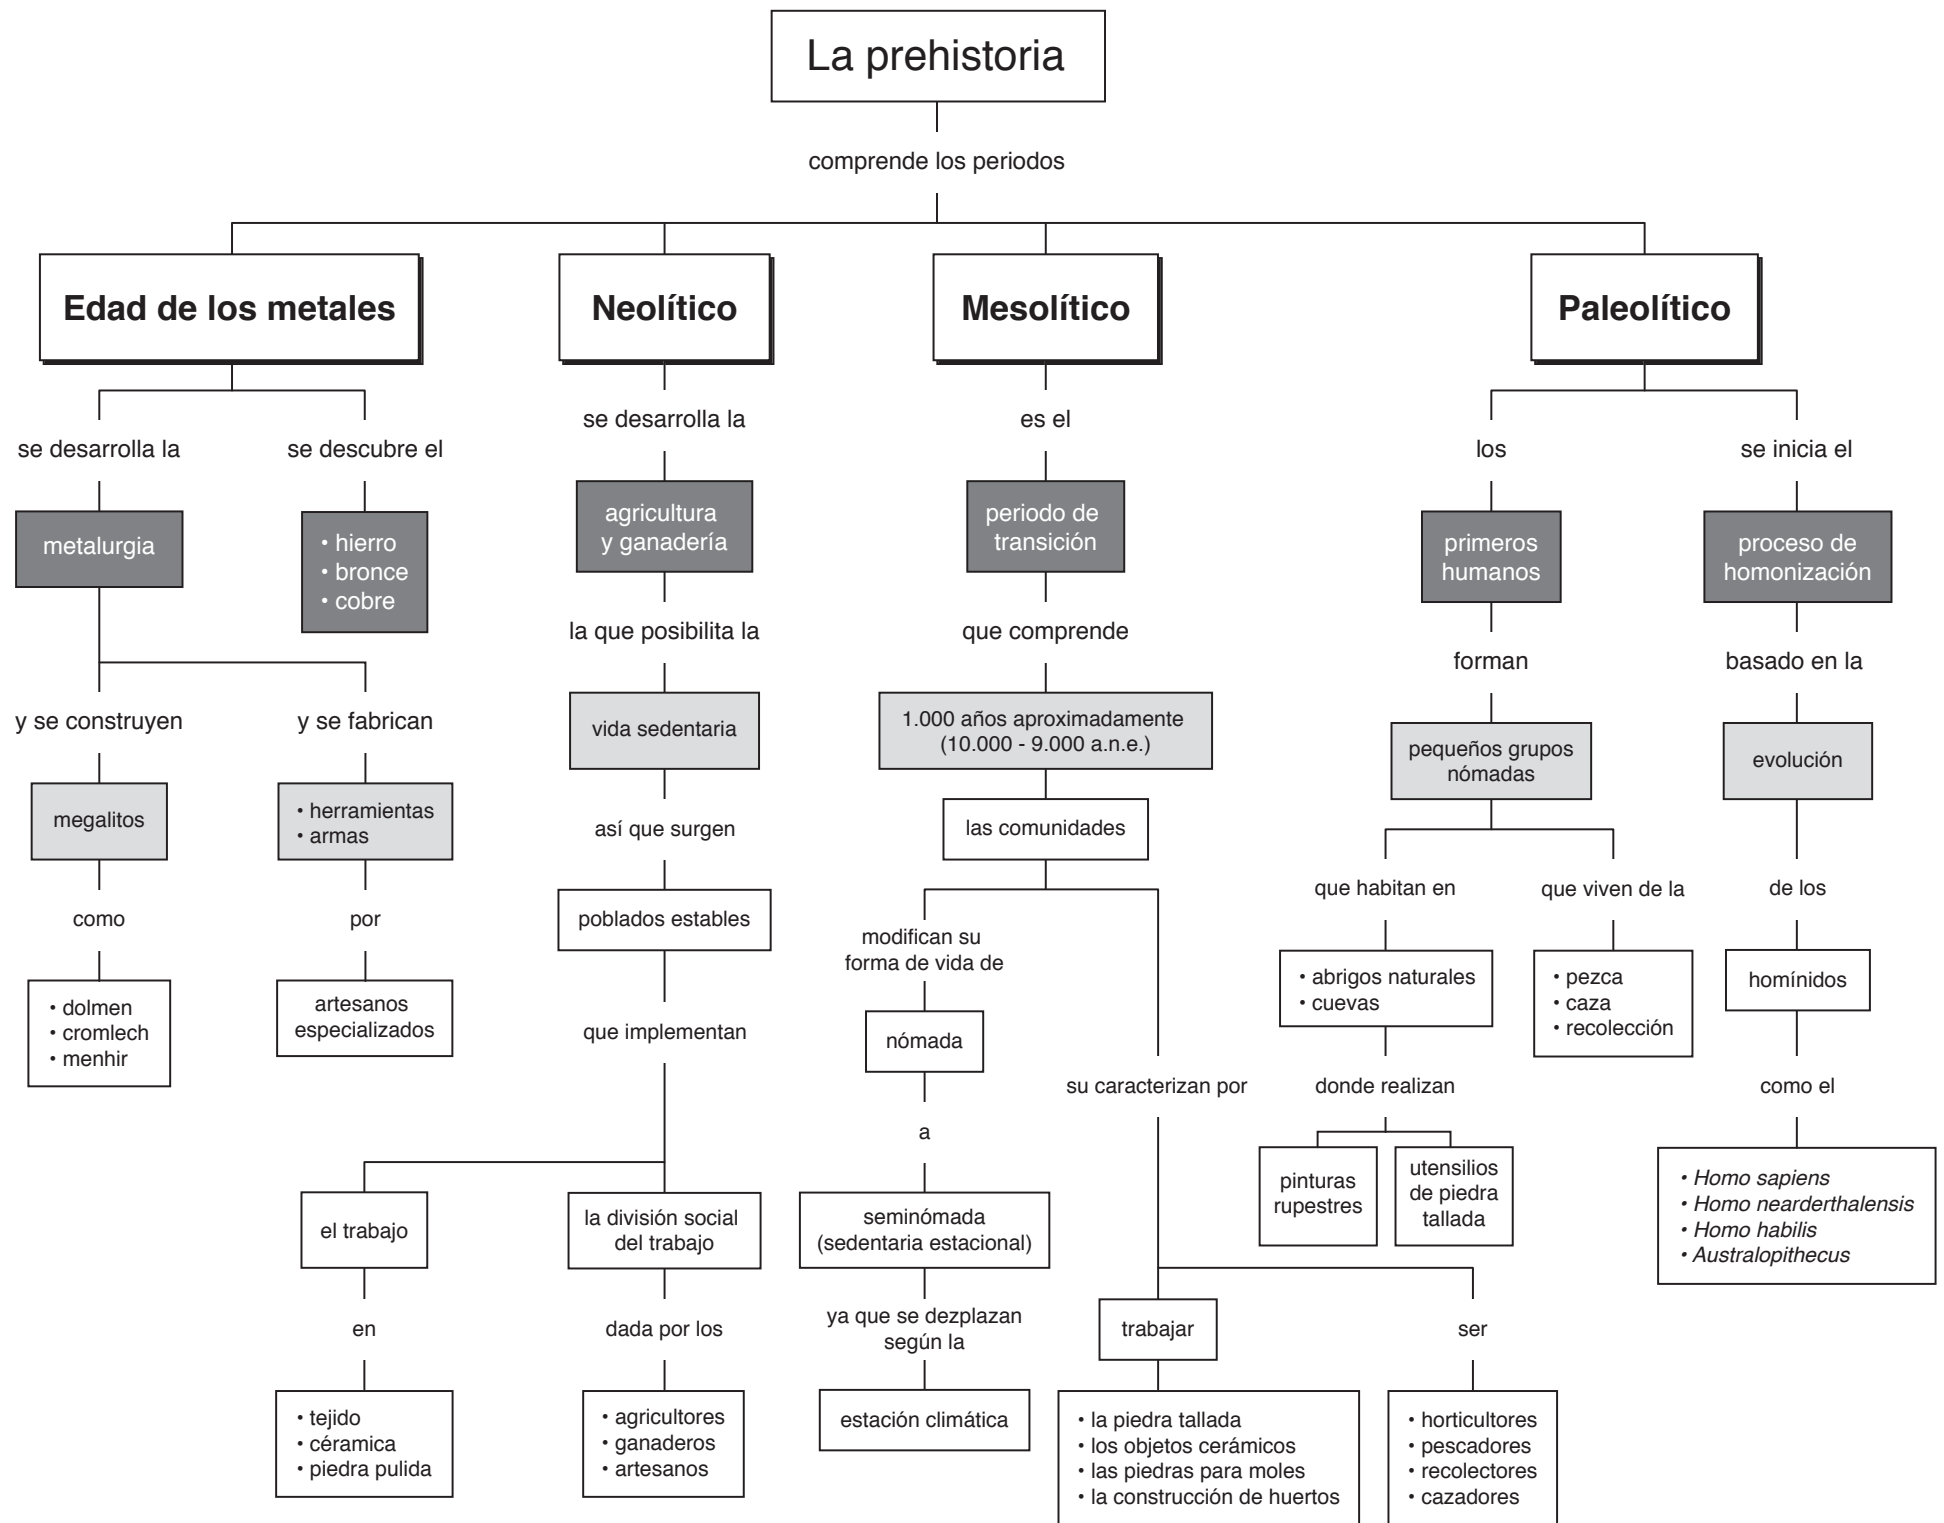 La prehistoria
comprende los periodos
Edad de los metales
se desarrolla la
metalurgia
y se construyen
megalitos
como
• dolmen
• cromlech
• menhir
se descubre el
• hierro
• bronce
• cobre
y se fabrican
• herramientas
• armas
por
artesanos
especializados
Neolítico
se desarrolla la
agricultura
y ganadería
la que posibilita la
vida sedentaria
así que surgen
poblados estables
que implementan
el trabajo
en
• tejido
• céramica
• piedra pulida
la división social
del trabajo
dada por los
• agricultores
• ganaderos
• artesanos
Mesolítico
es el
periodo de
transición
que comprende
1.000 años aproximadamente
(10.000 - 9.000 a.n.e.)
las comunidades
modifican su
forma de vida de
nómada
a
seminómada
(sedentaria estacional)
ya que se dezplazan
según la
estación climática
su caracterizan por
trabajar
• la piedra tallada
• los objetos cerámicos
• las piedras para moles
• la construcción de huertos
ser
• horticultores
• pescadores
• recolectores
• cazadores
Paleolítico
los
primeros
humanos
forman
pequeños grupos
nómadas
que habitan en
• abrigos naturales
• cuevas
donde realizan
pinturas
rupestres
utensilios
de piedra
tallada
que viven de la
• pezca
• caza
• recolección
se inicia el
proceso de
homonización
basado en la
evolución
de los
homínidos
como el
• Homo sapiens
• Homo nearderthalensis
• Homo habilis
• Australopithecus